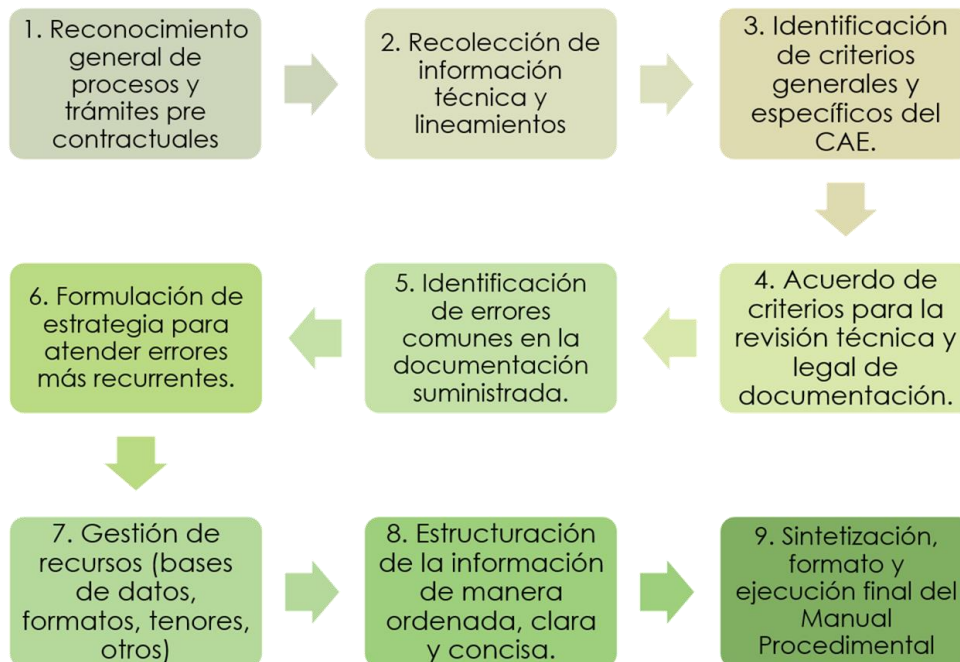 1. Reconocimiento
general de
procesos y
trámites pre
contractuales
2. Recolección de
información
técnica y
lineamientos
3. Identificación
de criterios
generales y
específicos del
CAE.
4. Acuerdo de
criterios para la
revisión técnica y
legal de
documentación.
5. Identificación
de errores
comunes en la
documentación
suministrada.
6. Formulación de
estrategia para
atender errores
más recurrentes.
7. Gestión de
recursos (bases
de datos,
formatos, tenores,
otros)
8. Estructuración
de la información
de manera
ordenada, clara
y concisa.
9. Sintetización,
formato y
ejecución final del
Manual
Procedimental